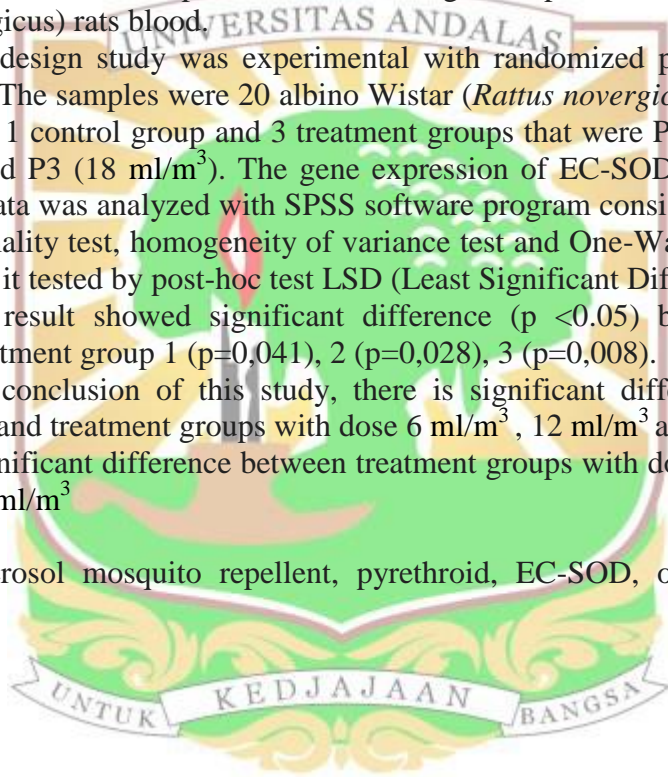 gicus) rats blood.
UNIVERSITAS ANDALAS
design study was experimental with randomized p
The samples were 20 albino Wistar (Rattus novergic
1 control group and 3 treatment groups that were P
d P3 (18 ml/m³). The gene expression of EC-SOD
ata was analyzed with SPSS software program consi
ality test, homogeneity of variance test and One-Wa
it tested by post-hoc test LSD (Least Significant Dif
result showed significant difference (p <0.05) b
tment group 1 (p=0,041), 2 (p=0,028), 3 (p=0,008).
conclusion of this study, there is significant diffe
and treatment groups with dose 6 ml/m³ , 12 ml/m³ a
nificant difference between treatment groups with do
ml/m³
erosol mosquito repellent, pyrethroid, EC-SOD, o
UNTUK KEDJAJAAN BANGSA